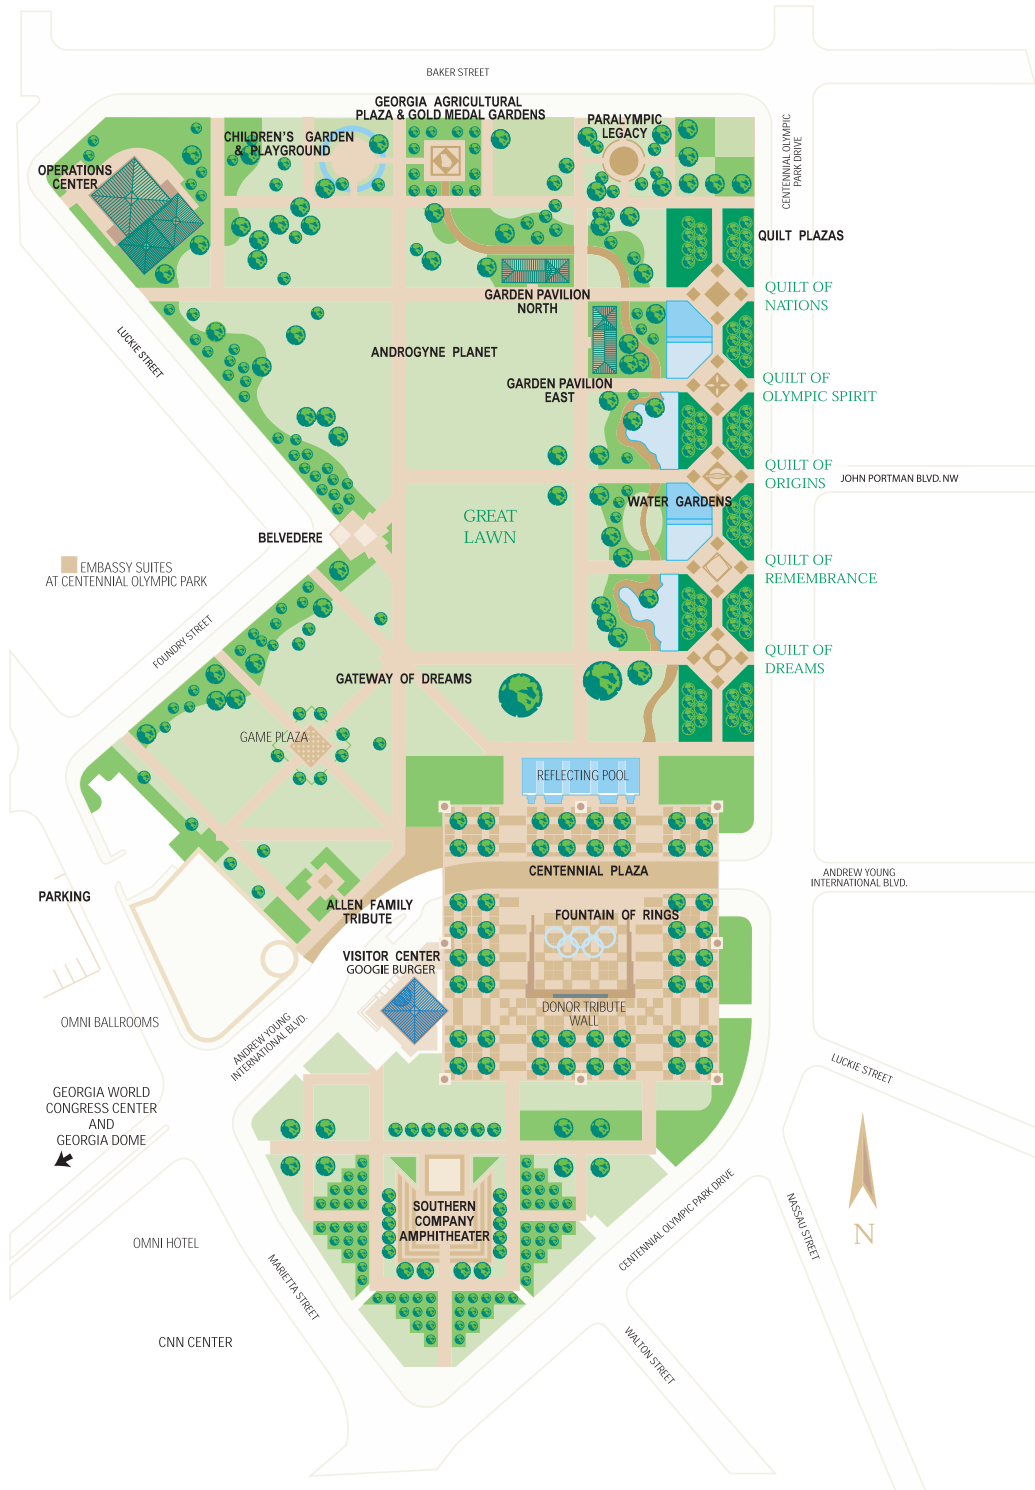 BAKER STREET
GEORGIA AGRICULTURAL
PLAZA & GOLD MEDAL GARDENS
PARALYMPIC
LEGACY
CHILDREN'S GARDEN
& PLAYGROUND
CENTENNIAL OLYMPIC
PARK DRIVE
OPERATIONS
CENTER
QUILT PLAZAS
QUILT OF
NATIONS
GARDEN PAVILION
NORTH
LUCKIE STREET
ANDROGYNE PLANET
GARDEN PAVILION
EAST
QUILT OF
OLYMPIC SPIRIT
QUILT OF
ORIGINS
JOHN PORTMAN BLVD. NW
WATER GARDENS
GREAT
LAWN
BELVEDERE
EMBASSY SUITES
AT CENTENNIAL OLYMPIC PARK
QUILT OF
REMEMBRANCE
FOUNDRY STREET
QUILT OF
DREAMS
GATEWAY OF DREAMS
GAME PLAZA
REFLECTING POOL
CENTENNIAL PLAZA
ANDREW YOUNG
INTERNATIONAL BLVD.
PARKING
ALLEN FAMILY
TRIBUTE
FOUNTAIN OF RINGS
VISITOR CENTER
GOOGIE BURGER
DONOR TRIBUTE
WALL
OMNI BALLROOMS
ANDREW YOUNG
INTERNATIONAL BLVD.
LUCKIE STREET
GEORGIA WORLD
CONGRESS CENTER
AND
GEORGIA DOME
SOUTHERN
COMPANY
AMPHITHEATER
CENTENNIAL OLYMPIC PARK DRIVE
NASSAU STREET
N
OMNI HOTEL
MARIETTA STREET
CNN CENTER
WALTON STREET